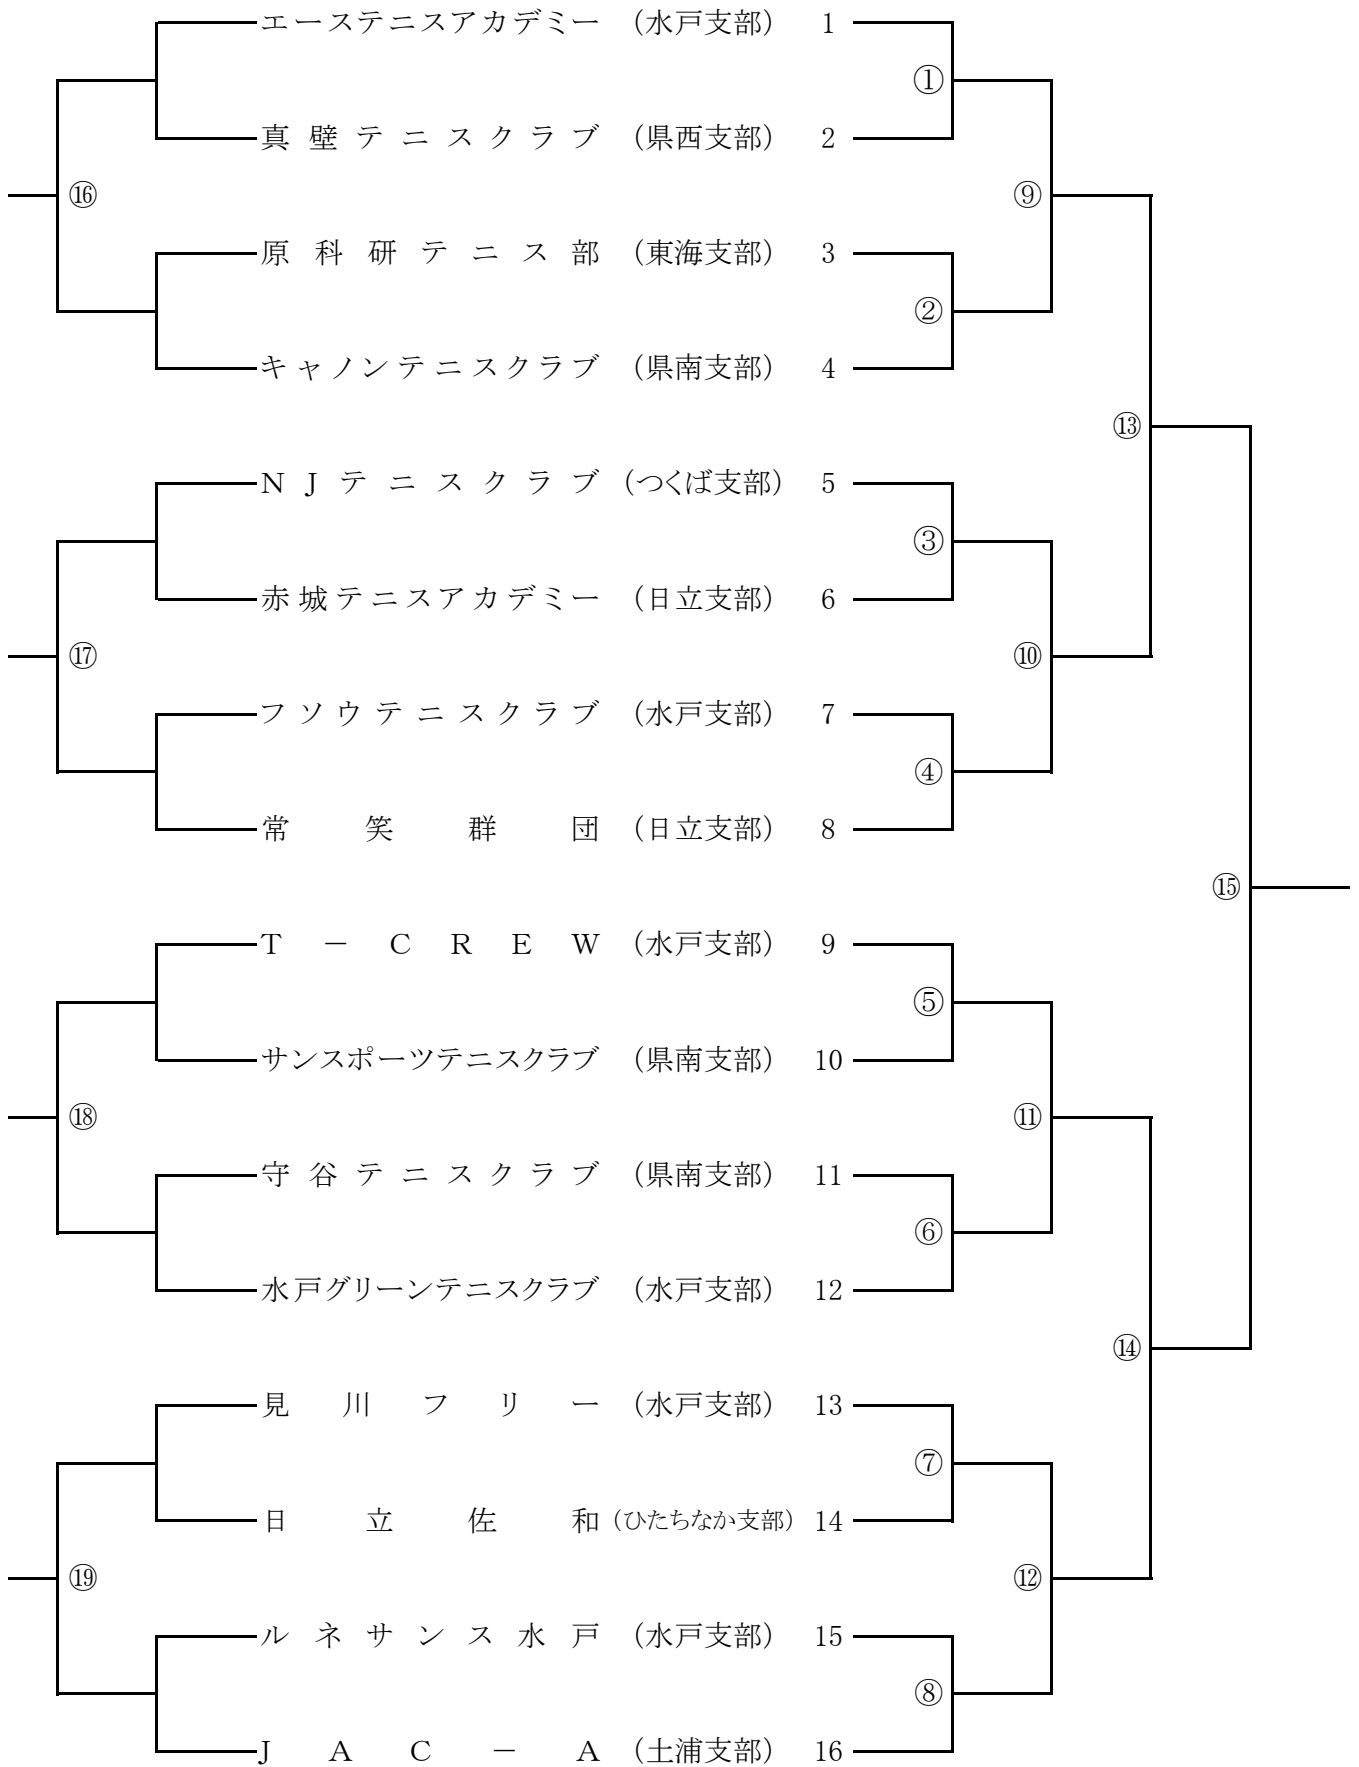 エーステニスアカデミー (水戸支部) 1
①
真壁テニスクラブ (県西支部) 2
⑯ ⑨
原科研テニス部 (東海支部) 3
②
キャノンテニスクラブ (県南支部) 4
⑬
NJテニスクラブ (つくば支部) 5
③
赤城テニスアカデミー (日立支部) 6
⑰ ⑩
フソウテニスクラブ (水戸支部) 7
④
常笑群団 (日立支部) 8
⑮
T－CREW (水戸支部) 9
⑤
サンスポーツテニスクラブ (県南支部) 10
⑱ ⑪
守谷テニスクラブ (県南支部) 11
⑥
水戸グリーンテニスクラブ (水戸支部) 12
⑭
見川フリー (水戸支部) 13
⑦
日立佐和 (ひたちなか支部) 14
⑲ ⑫
ルネサンス水戸 (水戸支部) 15
⑧
JAC－A (土浦支部) 16